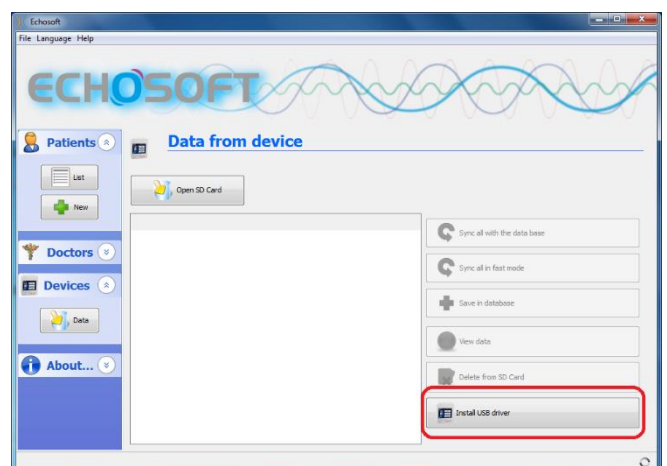 Echosoft
File Language Help
ECHOSOFT
Patients
List
New
Doctors
Devices
Data
About...
Data from device
Open SD Card
Sync all with the data base
Sync all in fast mode
Save in database
View data
Delete from SD Card
Install USB driver